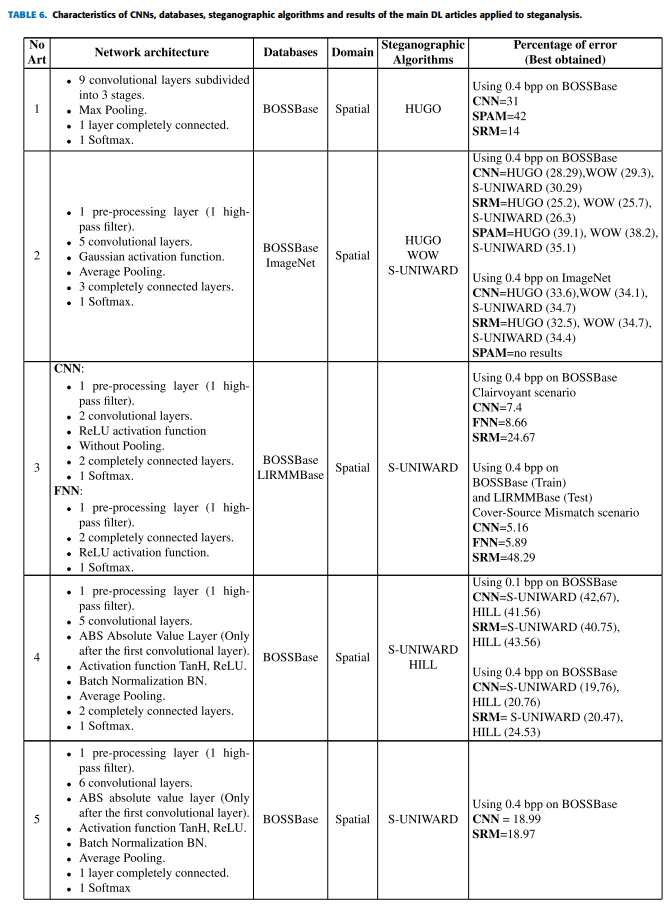 TABLE 6. Characteristics of CNNs, databases, steganographic algorithms and results of the main DL articles applied to steganalysis.
No
Art
Network architecture
Databases
Domain
Steganographic
Algorithms
Percentage of error
(Best obtained)
1
• 9 convolutional layers subdivided
into 3 stages.
• Max Pooling.
• 1 layer completely connected.
• 1 Softmax.
BOSSBase
Spatial
HUGO
Using 0.4 bpp on BOSSBase
CNN=31
SPAM=42
SRM=14
2
• 1 pre-processing layer (1 high-
pass filter).
• 5 convolutional layers.
• Gaussian activation function.
• Average Pooling.
• 3 completely connected layers.
• 1 Softmax.
BOSSBase
ImageNet
Spatial
HUGO
WOW
S-UNIWARD
Using 0.4 bpp on BOSSBase
CNN=HUGO (28.29),WOW (29.3),
S-UNIWARD (30.29)
SRM=HUGO (25.2), WOW (25.7),
S-UNIWARD (26.3)
SPAM=HUGO (39.1), WOW (38.2),
S-UNIWARD (35.1)
Using 0.4 bpp on ImageNet
CNN=HUGO (33.6),WOW (34.1),
S-UNIWARD (34.7)
SRM=HUGO (32.5), WOW (34.7),
S-UNIWARD (34.4)
SPAM=no results
3
CNN:
• 1 pre-processing layer (1 high-
pass filter).
• 2 convolutional layers.
• ReLU activation function
• Without Pooling.
• 2 completely connected layers.
• 1 Softmax.
FNN:
• 1 pre-processing layer (1 high-
pass filter).
• 2 completely connected layers.
• ReLU activation function.
• 1 Softmax.
BOSSBase
LIRMMBase
Spatial
S-UNIWARD
Using 0.4 bpp on BOSSBase
Clairvoyant scenario
CNN=7.4
FNN=8.66
SRM=24.67
Using 0.4 bpp on
BOSSBase (Train)
and LIRMMBase (Test)
Cover-Source Mismatch scenario
CNN=5.16
FNN=5.89
SRM=48.29
4
• 1 pre-processing layer (1 high-
pass filter).
• 5 convolutional layers.
• ABS Absolute Value Layer (Only
after the first convolutional layer).
• Activation function TanH, ReLU.
• Batch Normalization BN.
• Average Pooling.
• 2 completely connected layers.
• 1 Softmax.
BOSSBase
Spatial
S-UNIWARD
HILL
Using 0.1 bpp on BOSSBase
CNN=S-UNIWARD (42,67),
HILL (41.56)
SRM=S-UNIWARD (40.75),
HILL (43.56)
Using 0.4 bpp on BOSSBase
CNN=S-UNIWARD (19,76),
HILL (20.76)
SRM= S-UNIWARD (20.47),
HILL (24.53)
5
• 1 pre-processing layer (1 high-
pass filter).
• 6 convolutional layers.
• ABS absolute value layer (Only
after the first convolutional layer).
• Activation function TanH, ReLU.
• Batch Normalization BN.
• Average Pooling.
• 1 layer completely connected.
• 1 Softmax
BOSSBase
Spatial
S-UNIWARD
Using 0.4 bpp on BOSSBase
CNN = 18.99
SRM=18.97